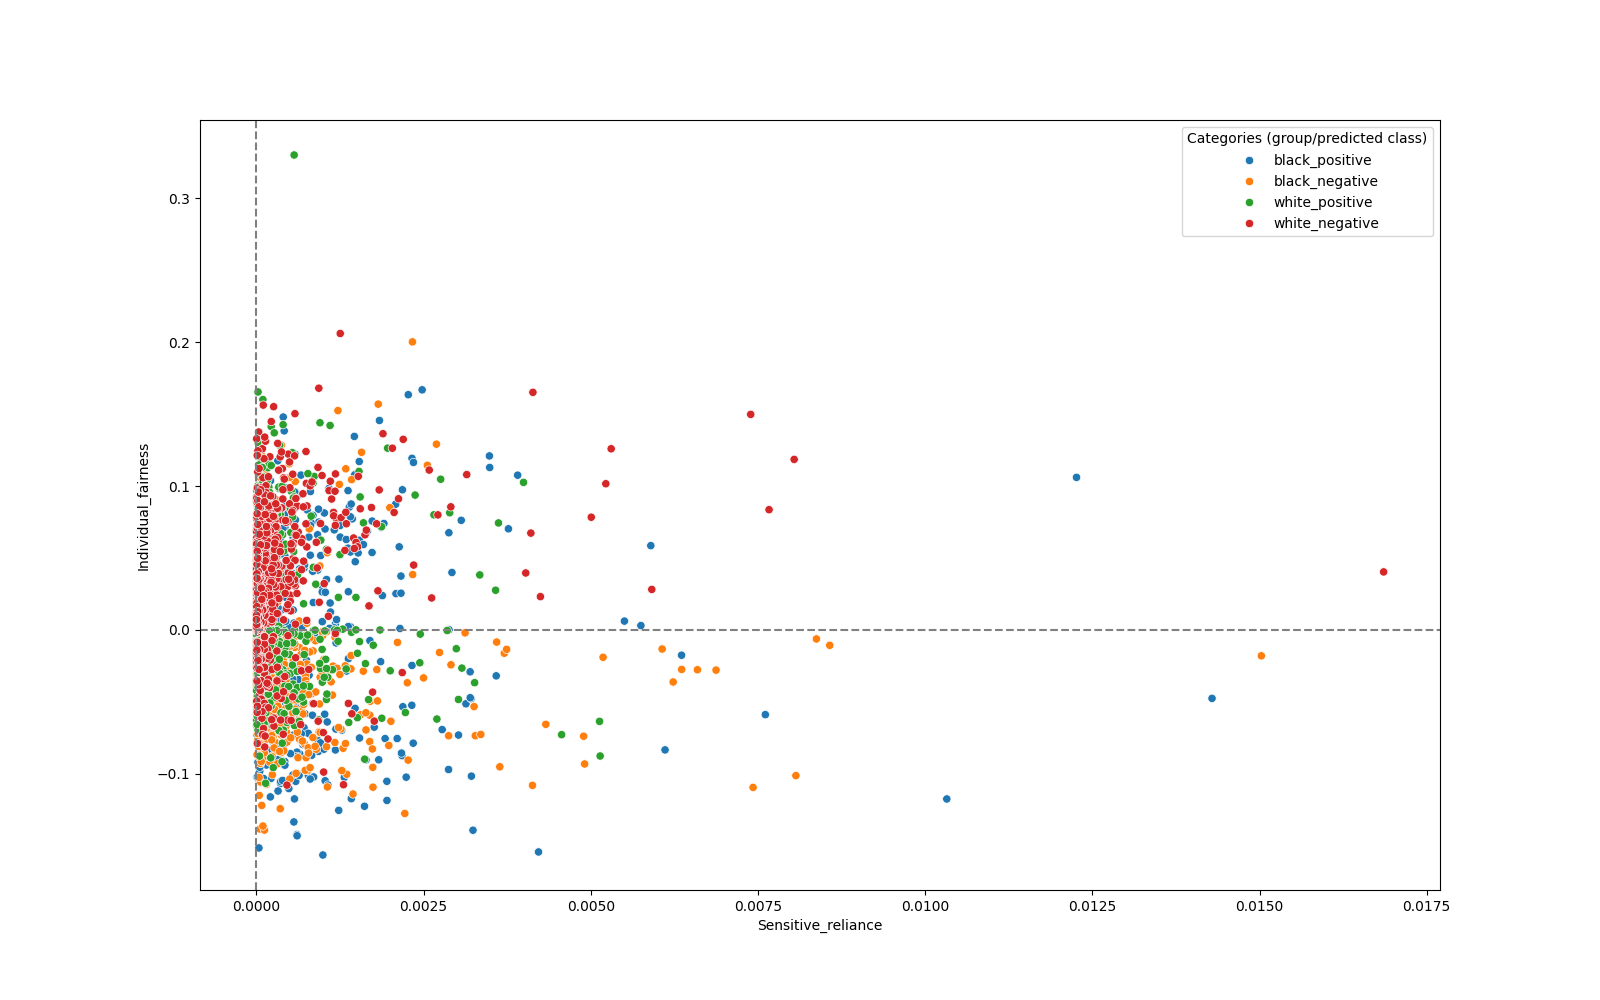 Categories (group/predicted class)
black_positive
black_negative
white_positive
white_negative
Individual_fairness
0.3
0.2
0.1
0.0
−0.1
0.0000 0.0025 0.0050 0.0075 0.0100 0.0125 0.0150 0.0175
Sensitive_reliance